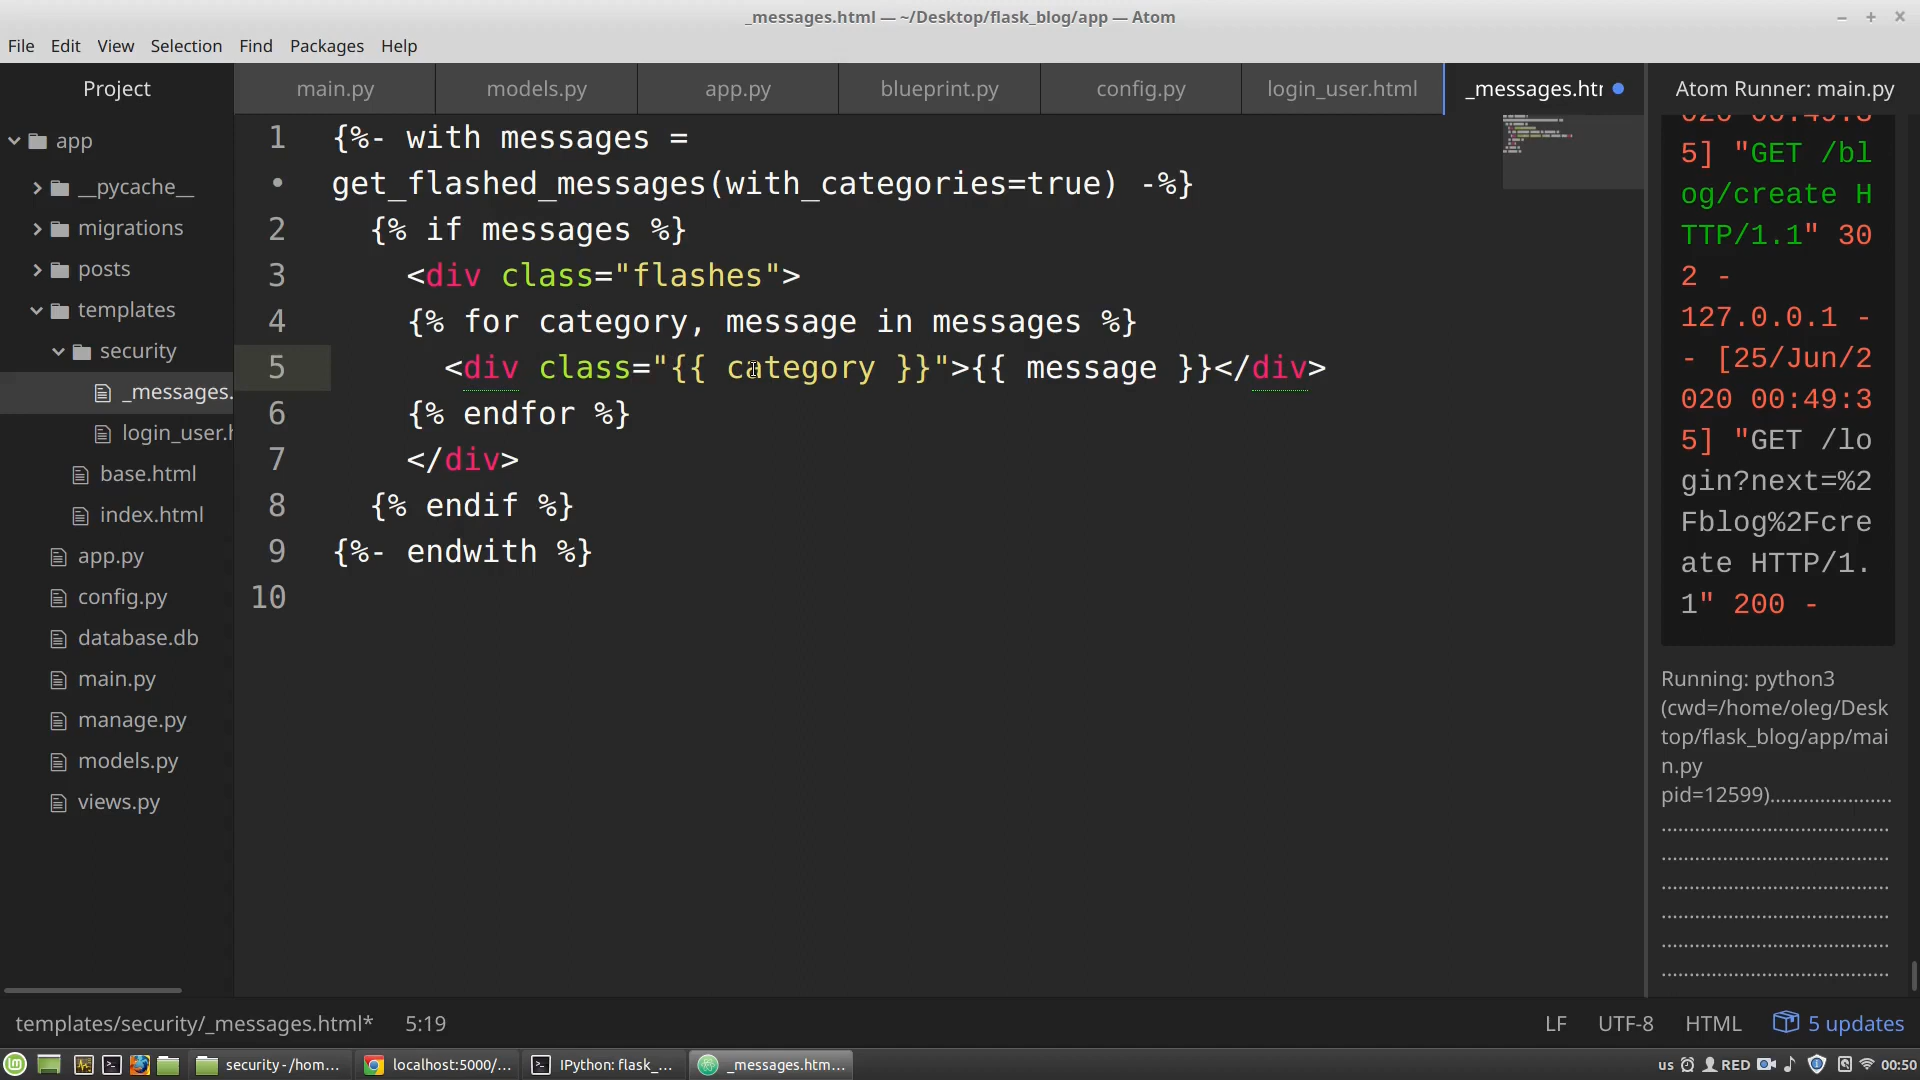 _messages.html — ~/Desktop/flask_blog/app — Atom
File Edit View Selection Find Packages Help
Project
app
__pycache__
migrations
posts
templates
security
_messages.
login_user.h
base.html
index.html
app.py
config.py
database.db
main.py
manage.py
models.py
views.py
main.py models.py app.py blueprint.py config.py login_user.html _messages.htm
1 {%- with messages =
• get_flashed_messages(with_categories=true) -%}
2 {% if messages %}
3 <div class="flashes">
4 {% for category, message in messages %}
5 <div class="{{ category }}">{{ message }}</div>
6 {% endfor %}
7 </div>
8 {% endif %}
9 {%- endwith %}
10
Atom Runner: main.py
020 00:49:3
5] "GET /bl
og/create H
TTP/1.1" 30
2 -
127.0.0.1 -
- [25/Jun/2
020 00:49:3
5] "GET /lo
gin?next=%2
Fblog%2Fcre
ate HTTP/1.
1" 200 -
Running: python3
(cwd=/home/oleg/Desk
top/flask_blog/app/mai
n.py
pid=12599)......................
.........................................
.........................................
.........................................
.........................................
.........................................
.........................................
templates/security/_messages.html* 5:19 LF UTF-8 HTML 5 updates
security - /hom... localhost:5000/... IPython: flask_... _messages.htm... us RED 00:50